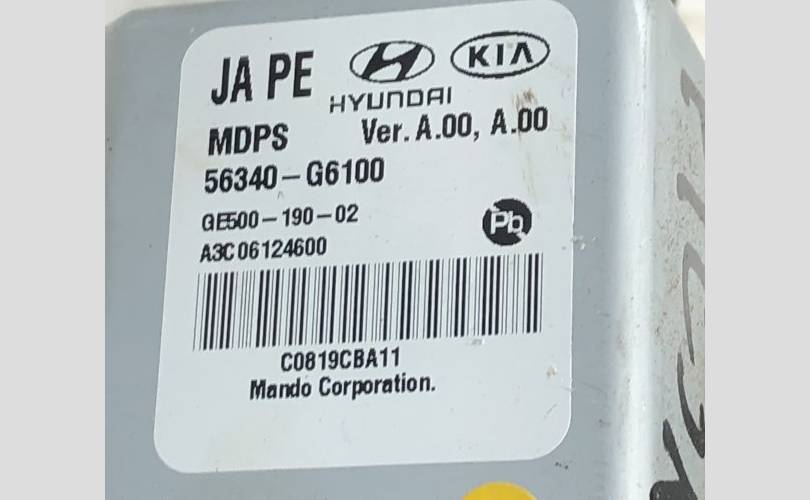 JA PE
HYUNDAI
KIA
MDPS Ver. A.00, A.00
56340-G6100
GE500-190-02
Pb
A3C06124600
C0819CBA11
Mando Corporation.